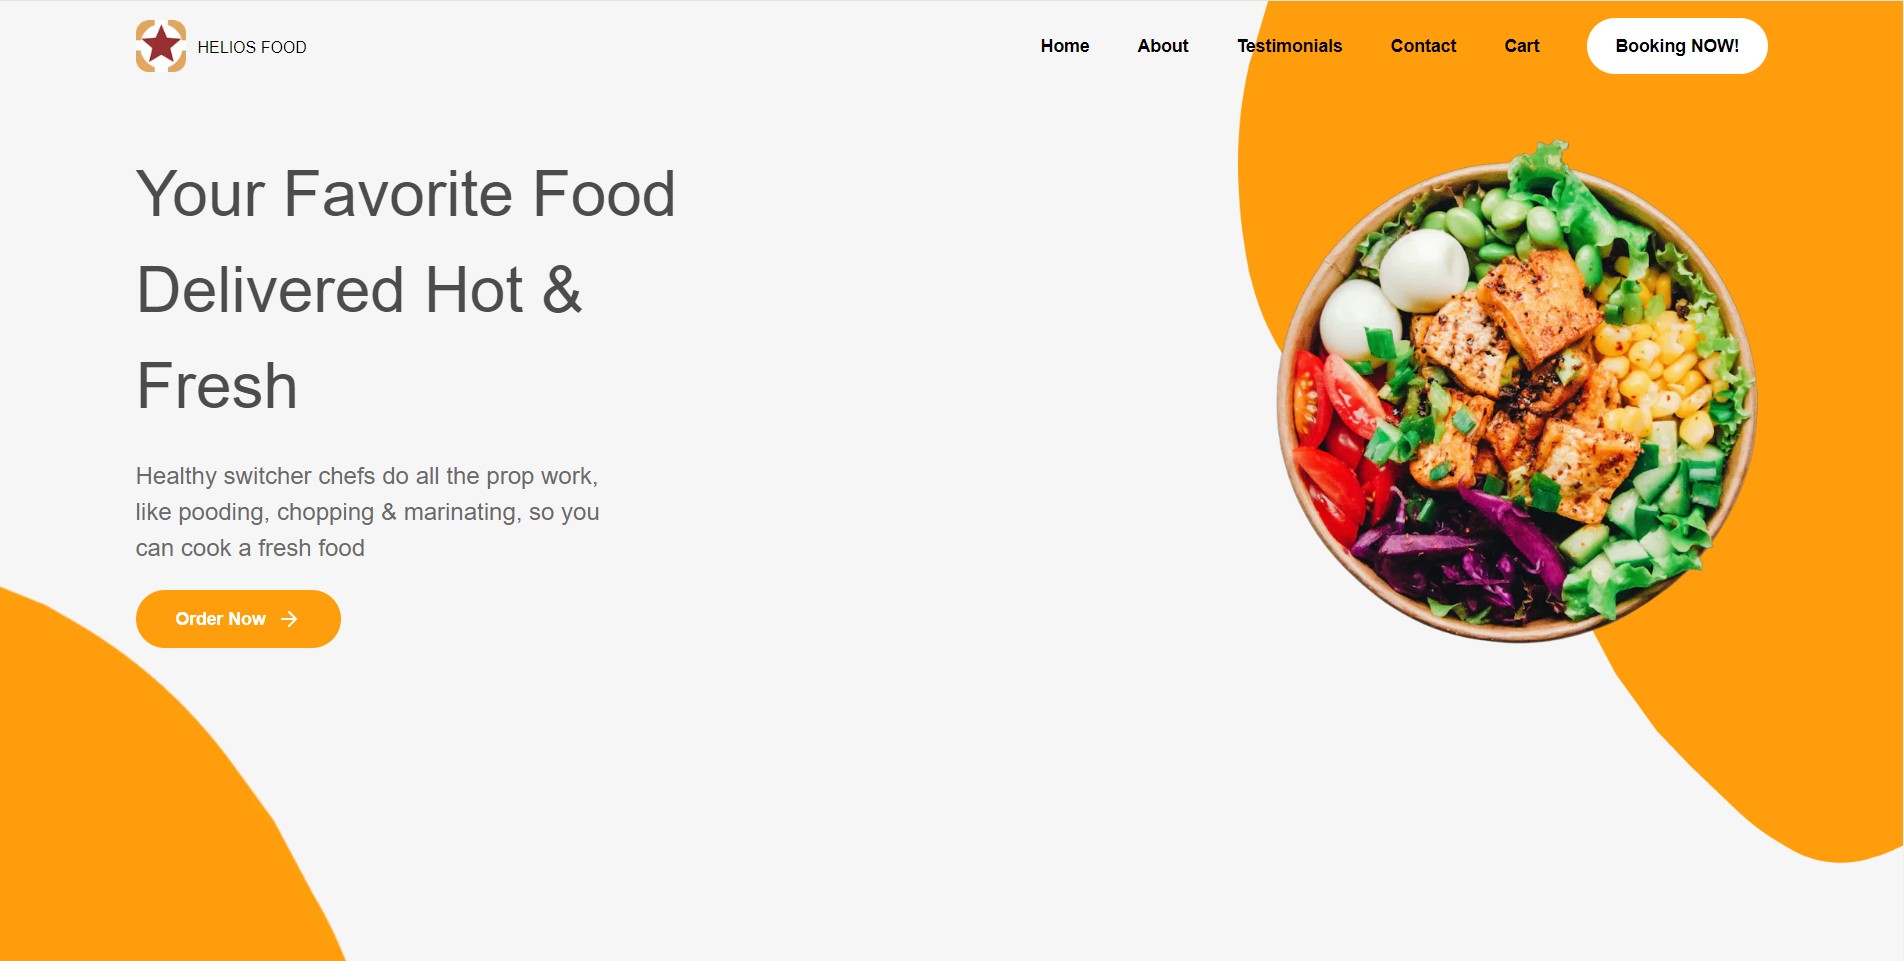 HELIOS FOOD
Home About Testimonials Contact Cart Booking NOW!
Your Favorite Food
Delivered Hot &
Fresh
Healthy switcher chefs do all the prop work,
like pooding, chopping & marinating, so you
can cook a fresh food
Order Now